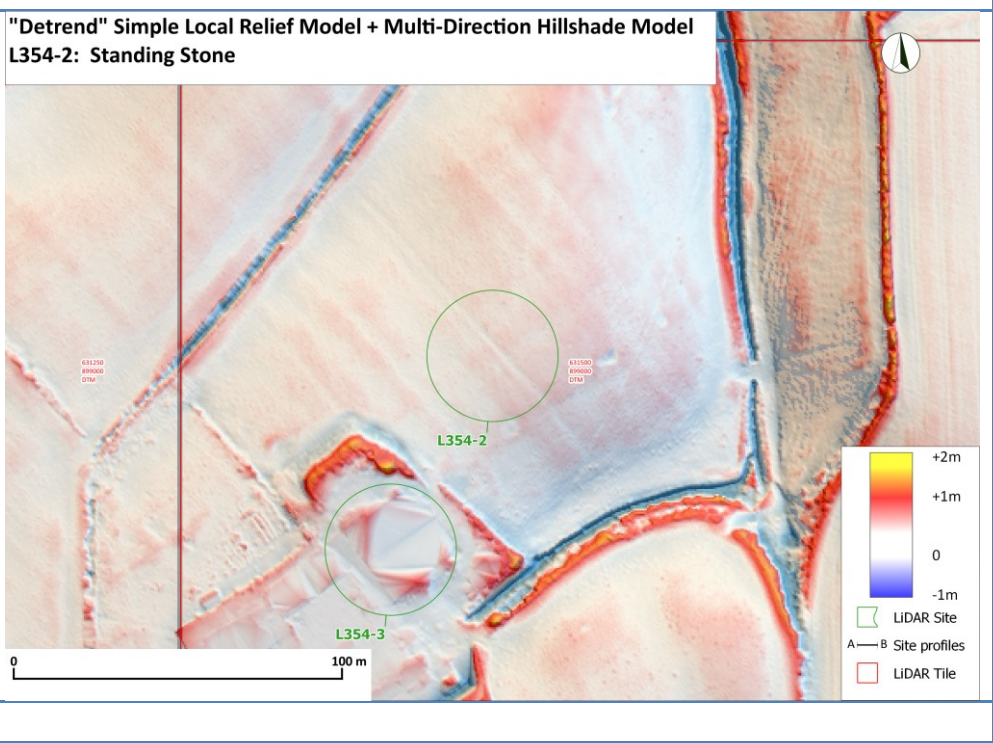 "Detrend" Simple Local Relief Model + Multi-Direction Hillshade Model
L354-2: Standing Stone
631250
899000
DTM
631500
899000
DTM
L354-2
L354-3
+2m
+1m
0
-1m
LiDAR Site
A B Site profiles
LiDAR Tile
0 100 m